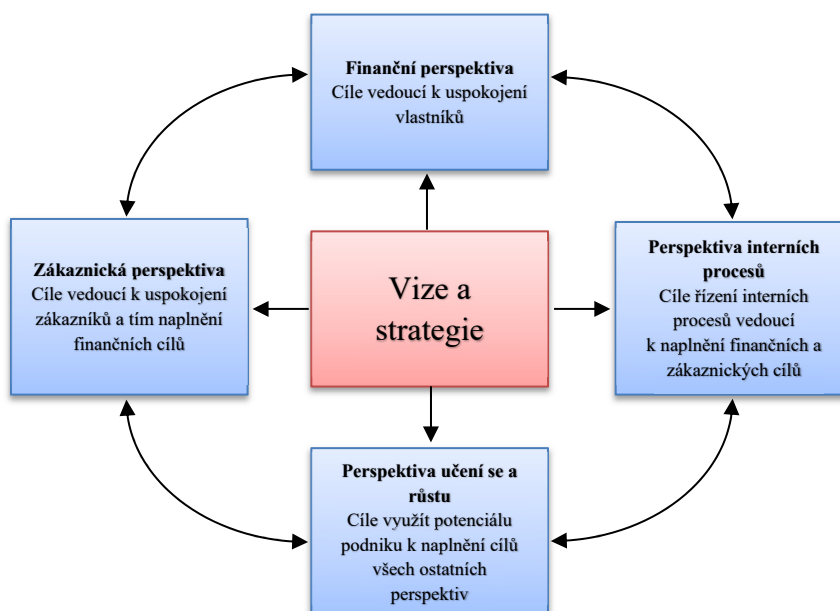 Finanční perspektiva
Cíle vedoucí k uspokojení
vlastníků
Zákaznická perspektiva
Cíle vedoucí k uspokojení
zákazníků a tím naplnění
finančních cílů
Vize a
strategie
Perspektiva interních
procesů
Cíle řízení interních
procesů vedoucí
k naplnění finančních a
zákaznických cílů
Perspektiva učení se a
růstu
Cíle využít potenciálu
podniku k naplnění cílů
všech ostatních
perspektiv